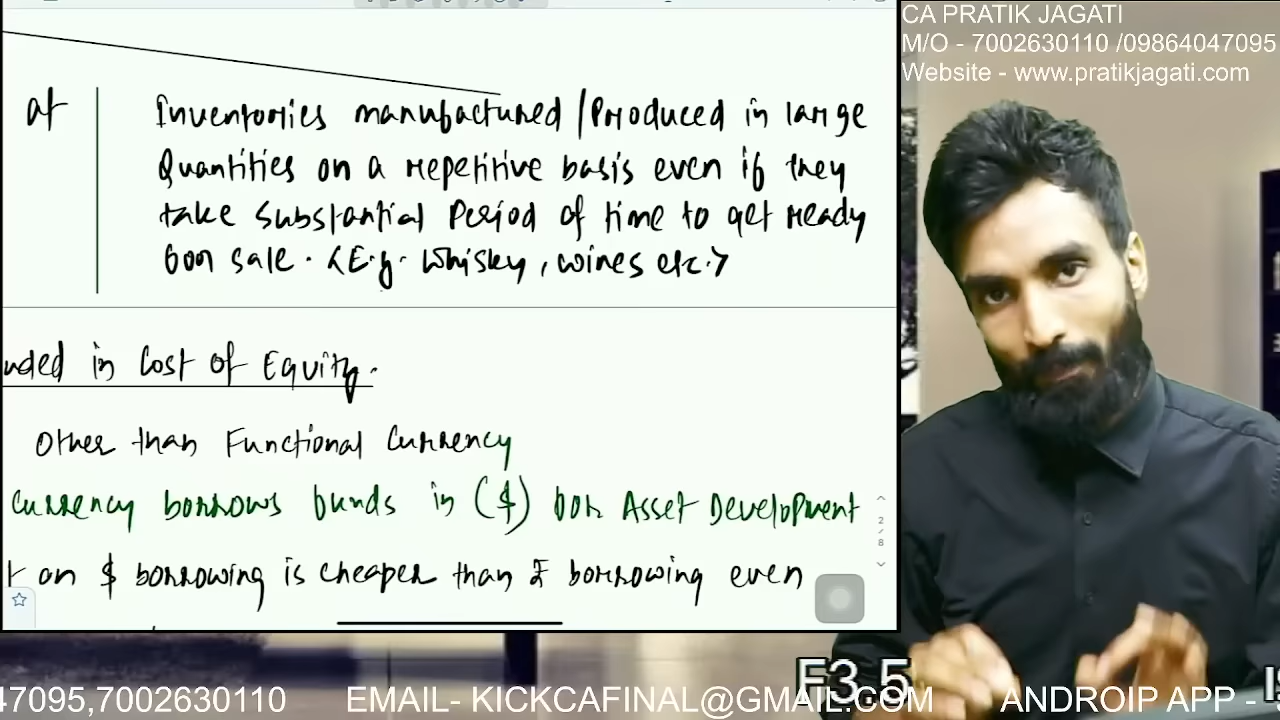 CA PRATIK JAGATI
M/O - 7002630110 /09864047095
Website - www.pratikjagati.com
at
Inventories manufactured / Produced in large
Quantities on a repetitive basis even if they
take substantial Period of time to get ready
for sale. <E.g. Whisky, wines etc.>
uded in Cost of Equity.
Other than Functional Currency
Currency borrows funds in ($) for Asset Development
t on $ borrowing is cheaper than ₹ borrowing even
2/8
F3.5
47095,7002630110 EMAIL- KICKCAFINAL@GMAIL.COM ANDROIP APP -